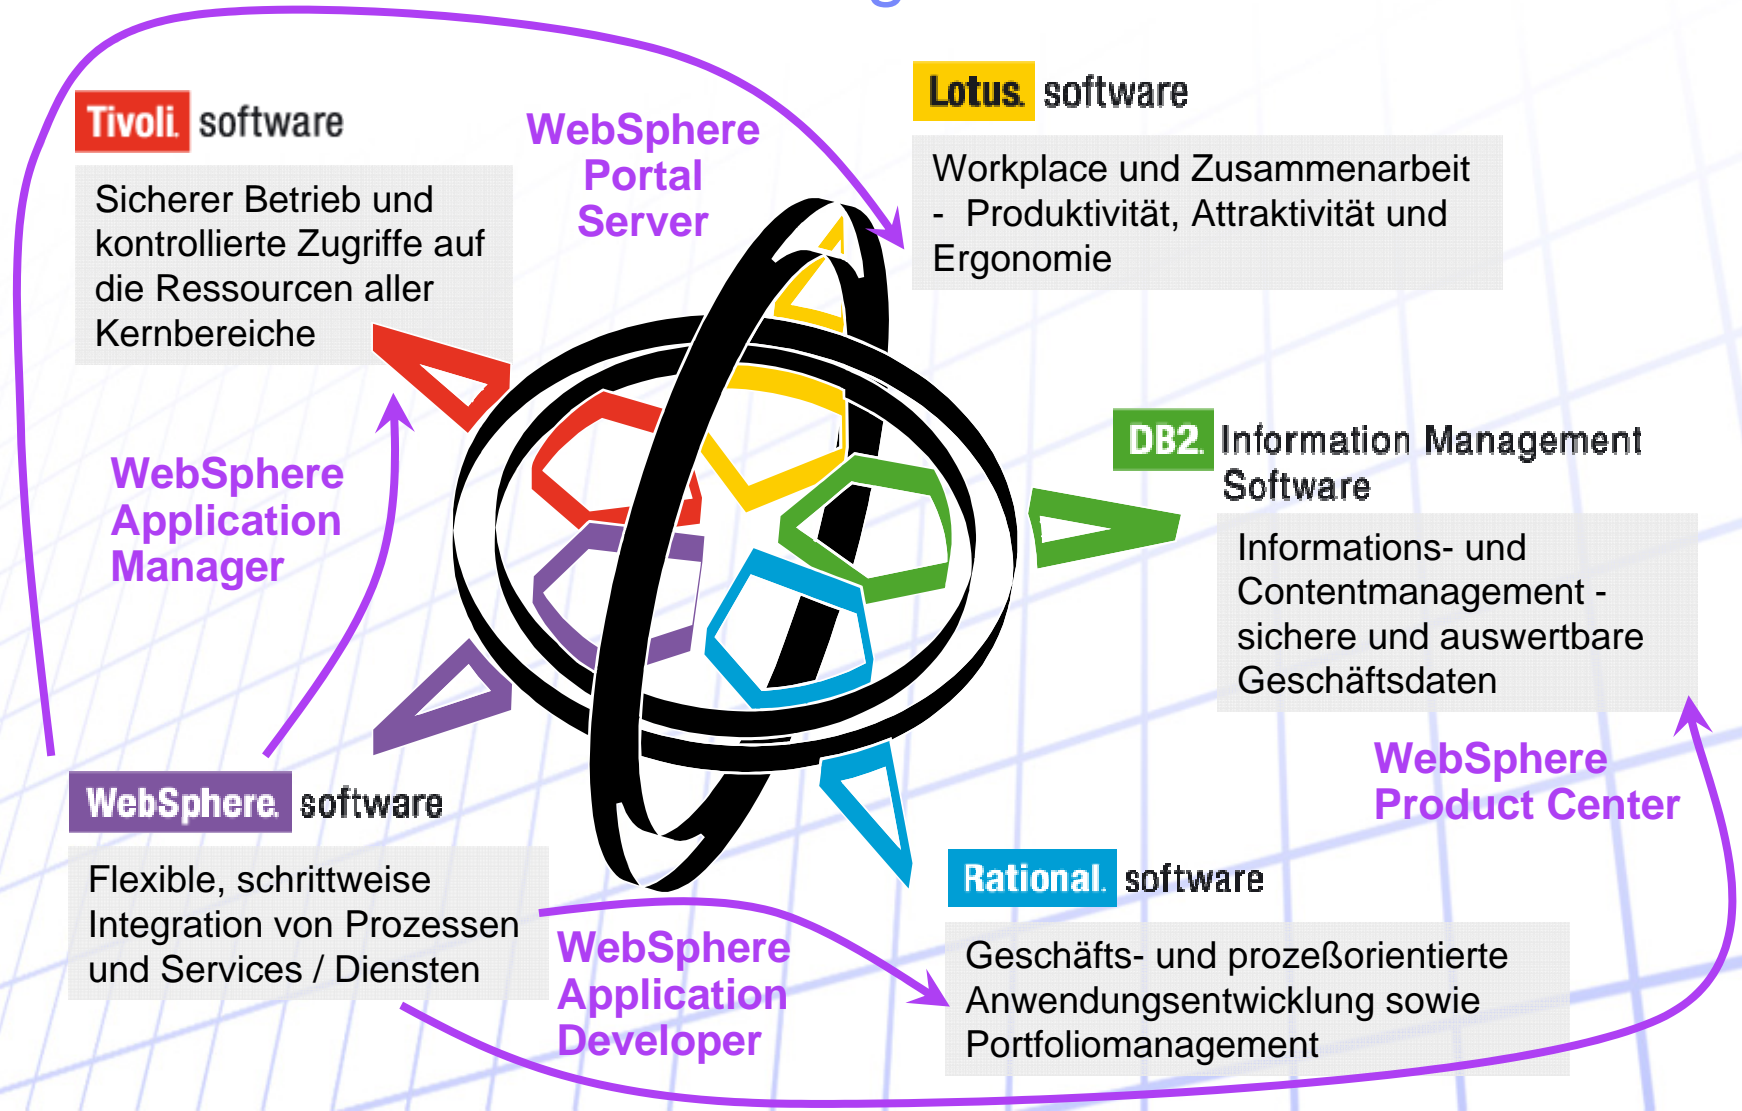 Tivoli. software
Sicherer Betrieb und
kontrollierte Zugriffe auf
die Ressourcen aller
Kernbereiche
WebSphere
Portal
Server
Lotus. software
Workplace und Zusammenarbeit
- Produktivität, Attraktivität und
Ergonomie
WebSphere
Application
Manager
DB2. Information Management
Software
Informations- und
Contentmanagement -
sichere und auswertbare
Geschäftsdaten
WebSphere
Product Center
WebSphere. software
Flexible, schrittweise
Integration von Prozessen
und Services / Diensten
WebSphere
Application
Developer
Rational. software
Geschäfts- und prozeßorientierte
Anwendungsentwicklung sowie
Portfoliomanagement